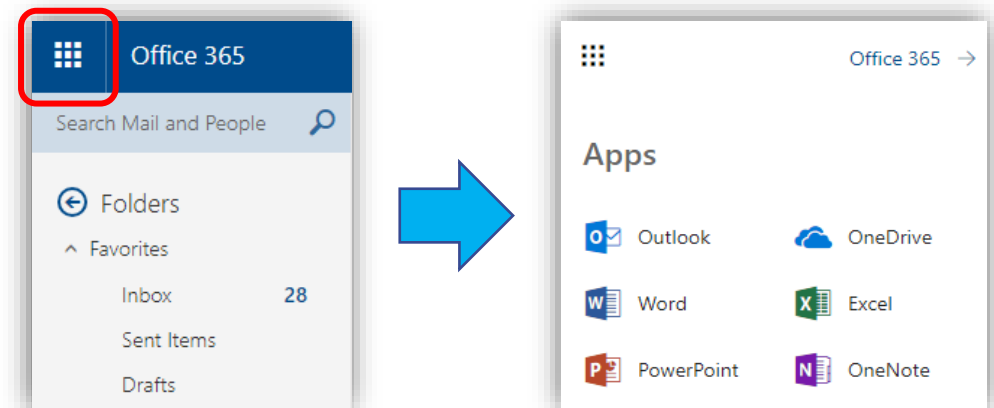 Office 365
Search Mail and People
Folders
Favorites
Inbox 28
Sent Items
Drafts
Office 365 →
Apps
Outlook
OneDrive
Word
Excel
PowerPoint
OneNote